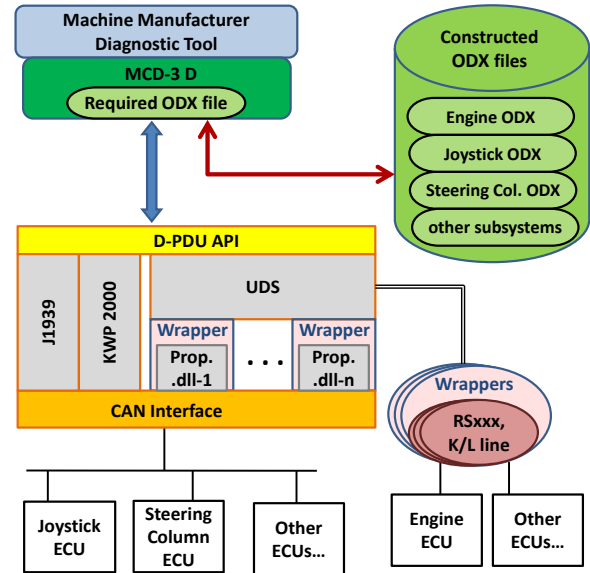 Machine Manufacturer
Diagnostic Tool
MCD-3 D
Required ODX file
Constructed
ODX files
Engine ODX
Joystick ODX
Steering Col. ODX
other subsystems
D-PDU API
J1939
KWP 2000
UDS
Wrapper
Prop.
.dll-1
. . .
Wrapper
Prop.
.dll-n
CAN Interface
Wrappers
RSxxx,
K/L line
Joystick
ECU
Steering
Column
ECU
Other
ECUs...
Engine
ECU
Other
ECUs...